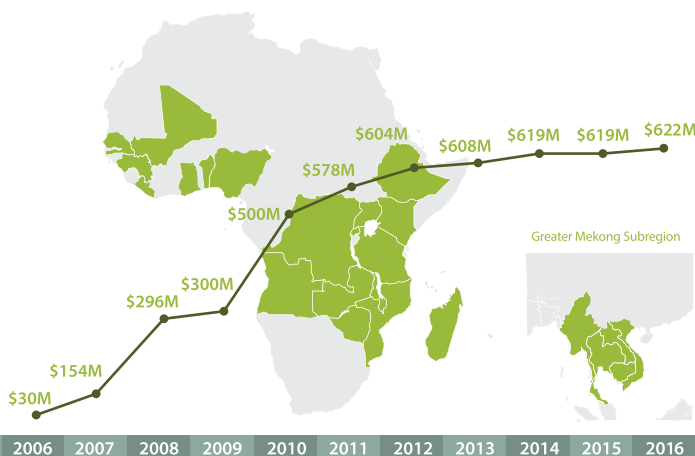 $622M
$619M
$619M
$608M
$604M
$578M
$500M
Greater Mekong Subregion
$300M
$296M
$154M
$30M
2006 2007 2008 2009 2010 2011 2012 2013 2014 2015 2016